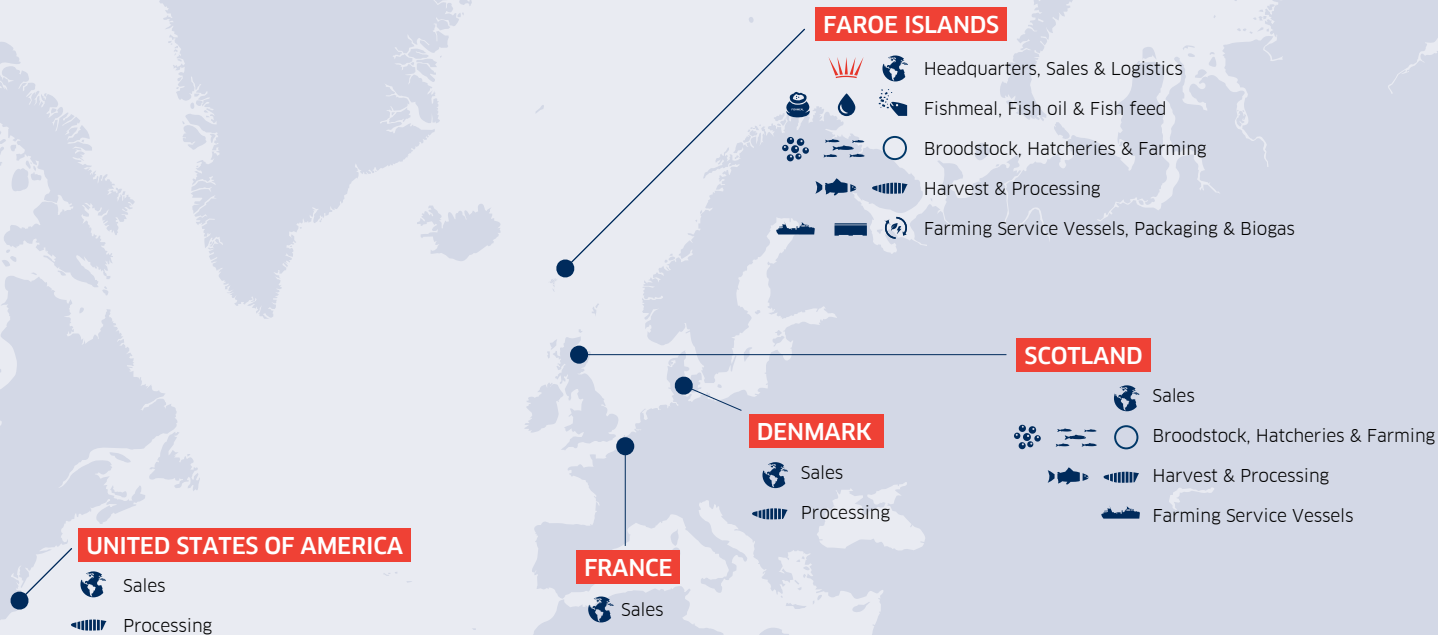 FAROE ISLANDS
Headquarters, Sales & Logistics
Fishmeal, Fish oil & Fish feed
Broodstock, Hatcheries & Farming
Harvest & Processing
Farming Service Vessels, Packaging & Biogas
SCOTLAND
Sales
Broodstock, Hatcheries & Farming
Harvest & Processing
Farming Service Vessels
DENMARK
Sales
Processing
FRANCE
Sales
UNITED STATES OF AMERICA
Sales
Processing